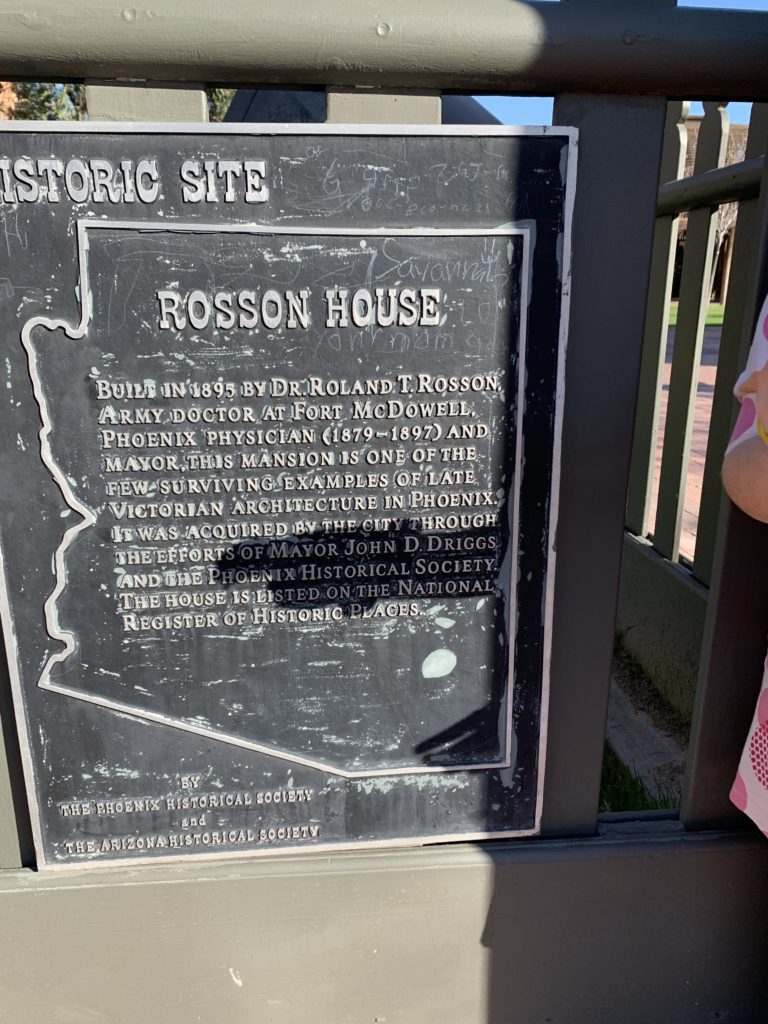 ISTORIC SITE
Savannah
ROSSON HOUSE
BUILT IN 1895 BY DR. ROLAND T. ROSSON,
ARMY DOCTOR AT FORT MCDOWELL,
PHOENIX PHYSICIAN (1879-1897) AND
MAYOR, THIS MANSION IS ONE OF THE
FEW SURVIVING EXAMPLES OF LATE
VICTORIAN ARCHITECTURE IN PHOENIX.
IT WAS ACQUIRED BY THE CITY THROUGH
THE EFFORTS OF MAYOR JOHN D. DRIGGS
AND THE PHOENIX HISTORICAL SOCIETY.
THE HOUSE IS LISTED ON THE NATIONAL
REGISTER OF HISTORIC PLACES.
BY
THE PHOENIX HISTORICAL SOCIETY
and
THE ARIZONA HISTORICAL SOCIETY